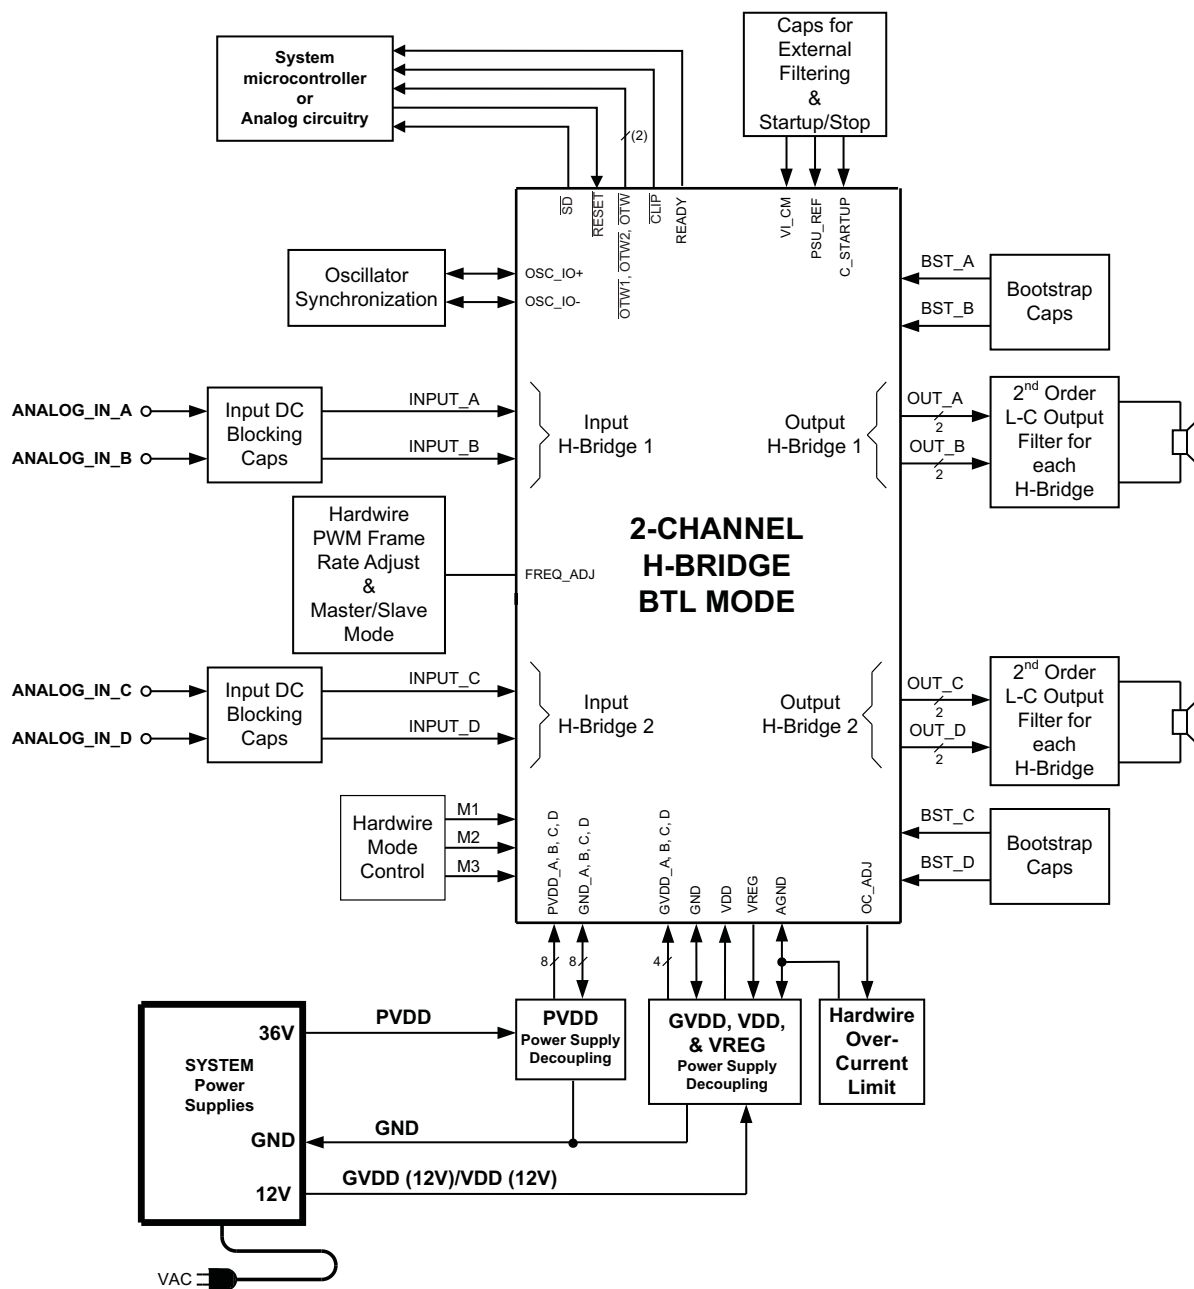 System
microcontroller
or
Analog circuitry
Caps for
External
Filtering
&
Startup/Stop
(2)
SD
RESET
OTW1, OTW2, OTW
CLIP
READY
VI_CM
PSU_REF
C_STARTUP
Oscillator
Synchronization
OSC_IO+
OSC_IO-
BST_A
BST_B
Bootstrap
Caps
ANALOG_IN_A
ANALOG_IN_B
Input DC
Blocking
Caps
INPUT_A
INPUT_B
Input
H-Bridge 1
Output
H-Bridge 1
OUT_A
2
OUT_B
2
2nd Order
L-C Output
Filter for
each
H-Bridge
Hardwire
PWM Frame
Rate Adjust
&
Master/Slave
Mode
FREQ_ADJ
2-CHANNEL
H-BRIDGE
BTL MODE
ANALOG_IN_C
ANALOG_IN_D
Input DC
Blocking
Caps
INPUT_C
INPUT_D
Input
H-Bridge 2
Output
H-Bridge 2
OUT_C
2
OUT_D
2
2nd Order
L-C Output
Filter for
each
H-Bridge
Hardwire
Mode
Control
M1
M2
M3
PVDD_A, B, C, D
GND_A, B, C, D
GVDD_A, B, C, D
GND
VDD
VREG
AGND
OC_ADJ
BST_C
BST_D
Bootstrap
Caps
8
8
4
SYSTEM
Power
Supplies
36V
GND
12V
PVDD
PVDD
Power Supply
Decoupling
GVDD, VDD,
& VREG
Power Supply
Decoupling
Hardwire
Over-
Current
Limit
GND
GVDD (12V)/VDD (12V)
VAC